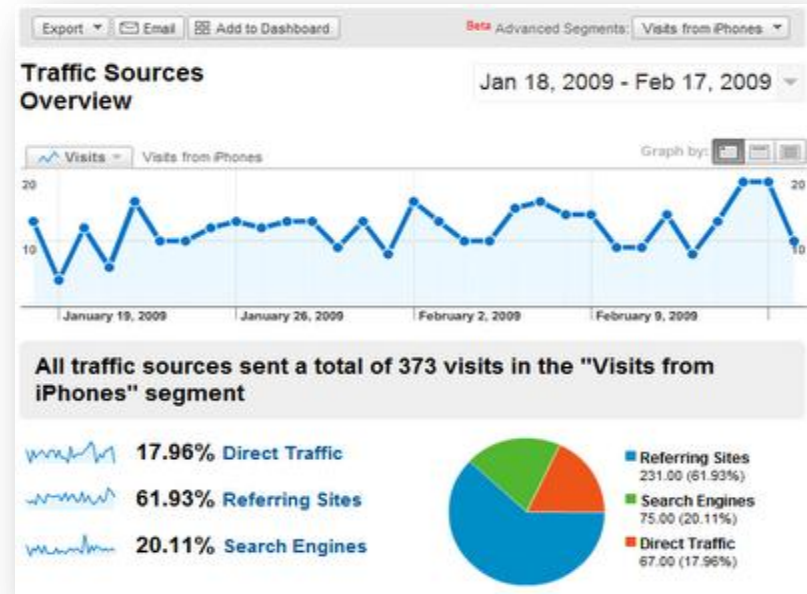 Export Email Add to Dashboard Beta Advanced Segments: Visits from iPhones
Traffic Sources
Overview
Jan 18, 2009 - Feb 17, 2009
Visits Visits from iPhones Graph by:
20 20
10 10
January 19, 2009 January 26, 2009 February 2, 2009 February 9, 2009
All traffic sources sent a total of 373 visits in the "Visits from
iPhones" segment
17.96% Direct Traffic
61.93% Referring Sites
20.11% Search Engines
Referring Sites
231.00 (61.93%)
Search Engines
75.00 (20.11%)
Direct Traffic
67.00 (17.96%)